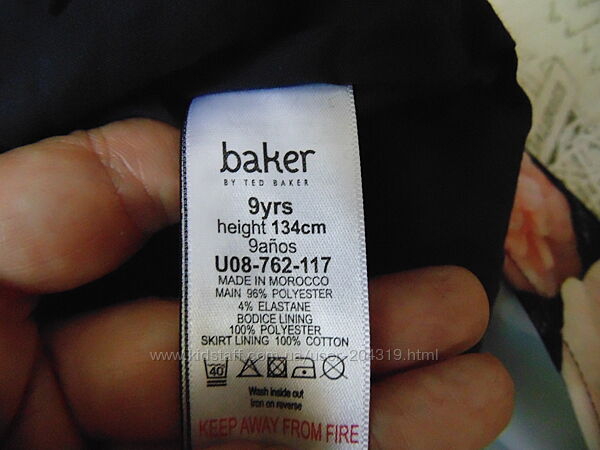 baker
BY TED BAKER
9yrs
height 134cm
9años
U08-762-117
MADE IN MOROCCO
MAIN 96% POLYESTER
4% ELASTANE
BODICE LINING
100% POLYESTER
SKIRT LINING 100% COTTON
www.kidstaff.com.ua/user-204319.html
40
Wash inside out
Iron on reverse
KEEP AWAY FROM FIRE